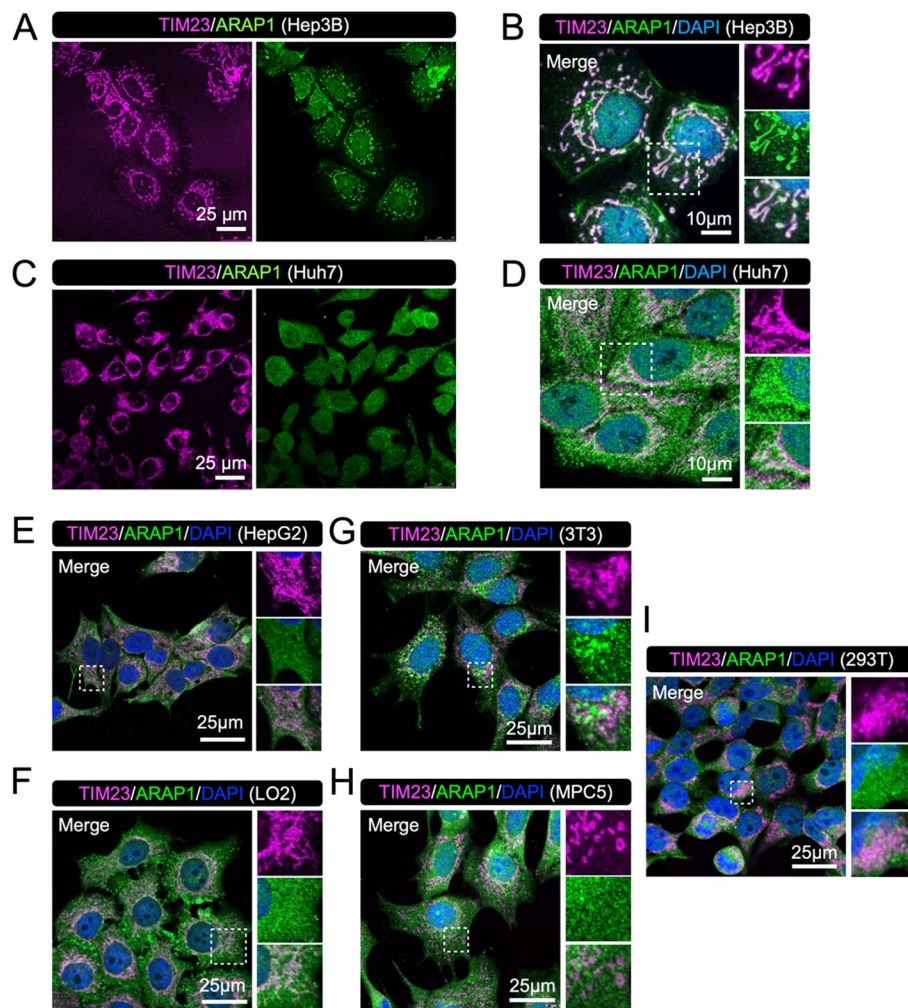 A
TIM23/ARAP1 (Hep3B)
25 µm
B
TIM23/ARAP1/DAPI (Hep3B)
Merge
10µm
C
TIM23/ARAP1 (Huh7)
25 µm
D
TIM23/ARAP1/DAPI (Huh7)
Merge
10µm
E
TIM23/ARAP1/DAPI (HepG2)
Merge
25µm
G
TIM23/ARAP1/DAPI (3T3)
Merge
25µm
I
TIM23/ARAP1/DAPI (293T)
Merge
25µm
F
TIM23/ARAP1/DAPI (LO2)
Merge
25µm
H
TIM23/ARAP1/DAPI (MPC5)
Merge
25µm